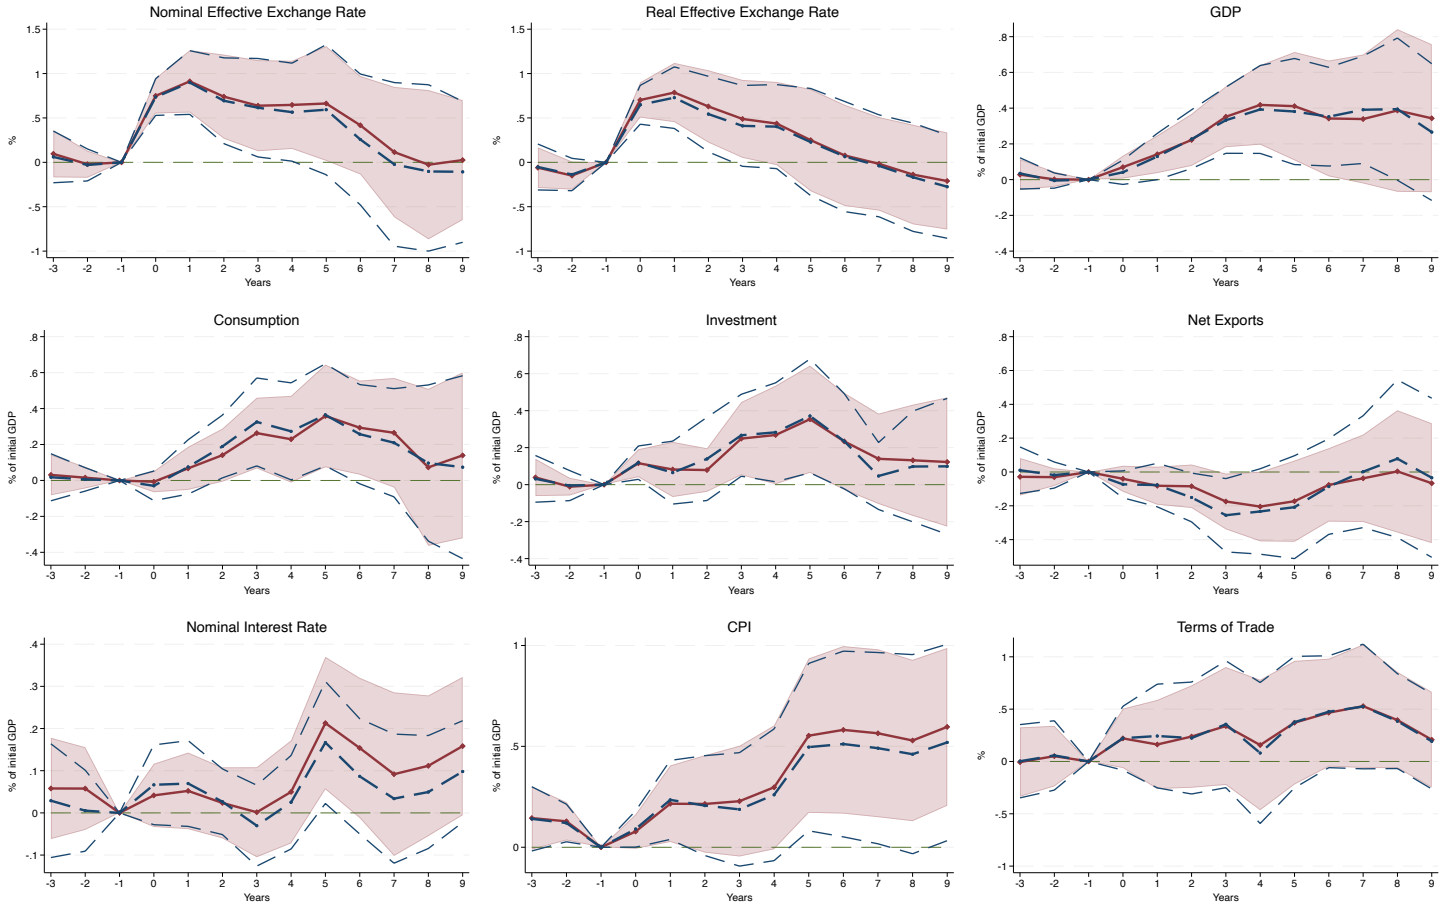 Nominal Effective Exchange Rate
1.5
1
.5
0
-.5
-1
%
-3 -2 -1 0 1 2 3 4 5 6 7 8 9
Years
Real Effective Exchange Rate
1.5
1
.5
0
-.5
-1
%
-3 -2 -1 0 1 2 3 4 5 6 7 8 9
Years
GDP
.8
.6
.4
.2
0
-.2
-.4
% of initial GDP
-3 -2 -1 0 1 2 3 4 5 6 7 8 9
Years
Consumption
.8
.6
.4
.2
0
-.2
-.4
% of initial GDP
-3 -2 -1 0 1 2 3 4 5 6 7 8 9
Years
Investment
.8
.6
.4
.2
0
-.2
-.4
% of initial GDP
-3 -2 -1 0 1 2 3 4 5 6 7 8 9
Years
Net Exports
.8
.6
.4
.2
0
-.2
-.4
% of initial GDP
-3 -2 -1 0 1 2 3 4 5 6 7 8 9
Years
Nominal Interest Rate
.4
.3
.2
.1
0
-.1
% of initial GDP
-3 -2 -1 0 1 2 3 4 5 6 7 8 9
Years
CPI
1
.5
0
% of initial GDP
-3 -2 -1 0 1 2 3 4 5 6 7 8 9
Years
Terms of Trade
1
.5
0
-.5
-1
%
-3 -2 -1 0 1 2 3 4 5 6 7 8 9
Years